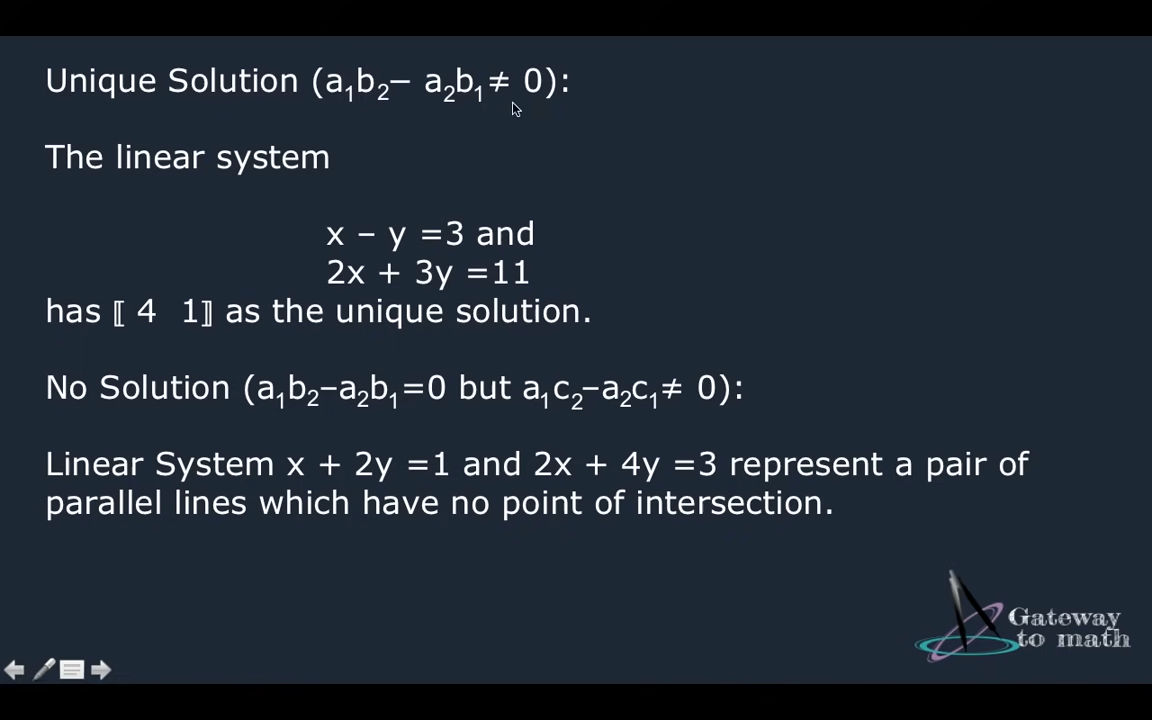 Unique Solution (a₁b₂− a₂b₁≠ 0):
The linear system
x − y =3 and
2x + 3y =11
has ⟦ 4 1⟧ as the unique solution.
No Solution (a₁b₂−a₂b₁=0 but a₁c₂−a₂c₁≠ 0):
Linear System x + 2y =1 and 2x + 4y =3 represent a pair of
parallel lines which have no point of intersection.
Gateway
to math